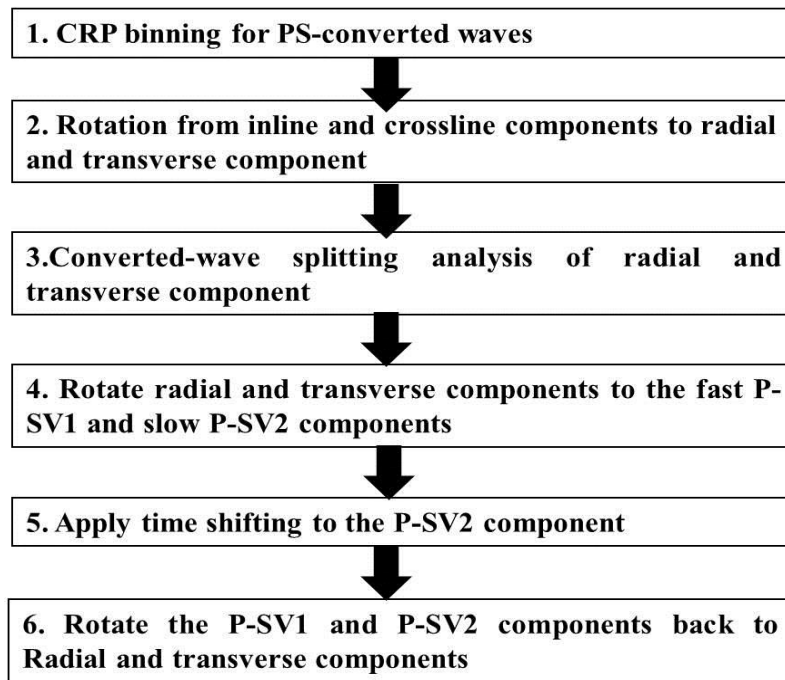 1. CRP binning for PS-converted waves
2. Rotation from inline and crossline components to radial
and transverse component
3.Converted-wave splitting analysis of radial and
transverse component
4. Rotate radial and transverse components to the fast P-
SV1 and slow P-SV2 components
5. Apply time shifting to the P-SV2 component
6. Rotate the P-SV1 and P-SV2 components back to
Radial and transverse components